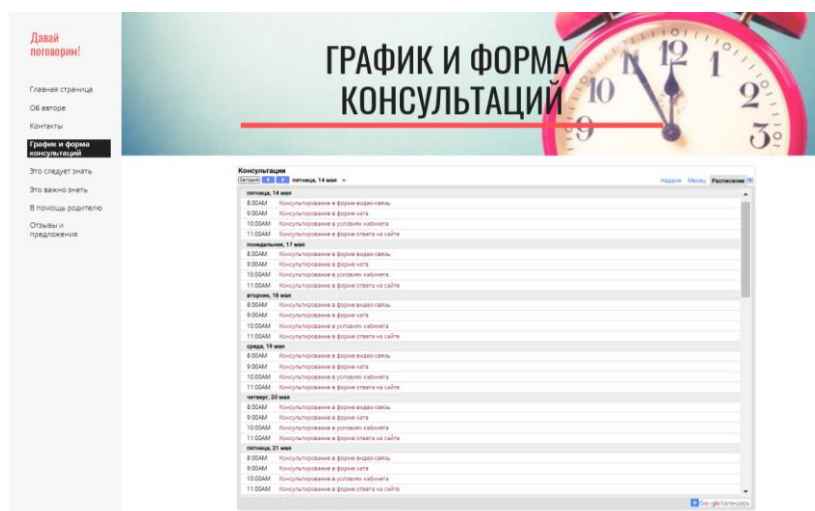 Давай
поговорим!
Главная страница
Об авторе
Контакты
График и форма
консультаций
Это следует знать
Это важно знать
В помощь родителю
Отзывы и
предложения
ГРАФИК И ФОРМА
КОНСУЛЬТАЦИЙ
10 11 12 1 2 3 9
Консультации
Сегодня пятница, 14 мая Неделя Месяц Расписание
пятница, 14 мая
8:00AM Консультирование в форме видео-связь
9:00AM Консультирование в форме чата
10:00AM Консультирование в условиях кабинета
11:00AM Консультирование в форме ответа на сайте
понедельник, 17 мая
8:00AM Консультирование в форме видео-связь
9:00AM Консультирование в форме чата
10:00AM Консультирование в условиях кабинета
11:00AM Консультирование в форме ответа на сайте
вторник, 18 мая
8:00AM Консультирование в форме видео-связь
9:00AM Консультирование в форме чата
10:00AM Консультирование в условиях кабинета
11:00AM Консультирование в форме ответа на сайте
среда, 19 мая
8:00AM Консультирование в форме видео-связь
9:00AM Консультирование в форме чата
10:00AM Консультирование в условиях кабинета
11:00AM Консультирование в форме ответа на сайте
четверг, 20 мая
8:00AM Консультирование в форме видео-связь
9:00AM Консультирование в форме чата
10:00AM Консультирование в условиях кабинета
11:00AM Консультирование в форме ответа на сайте
пятница, 21 мая
8:00AM Консультирование в форме видео-связь
9:00AM Консультирование в форме чата
10:00AM Консультирование в условиях кабинета
11:00AM Консультирование в форме ответа на сайте
Google Календарь